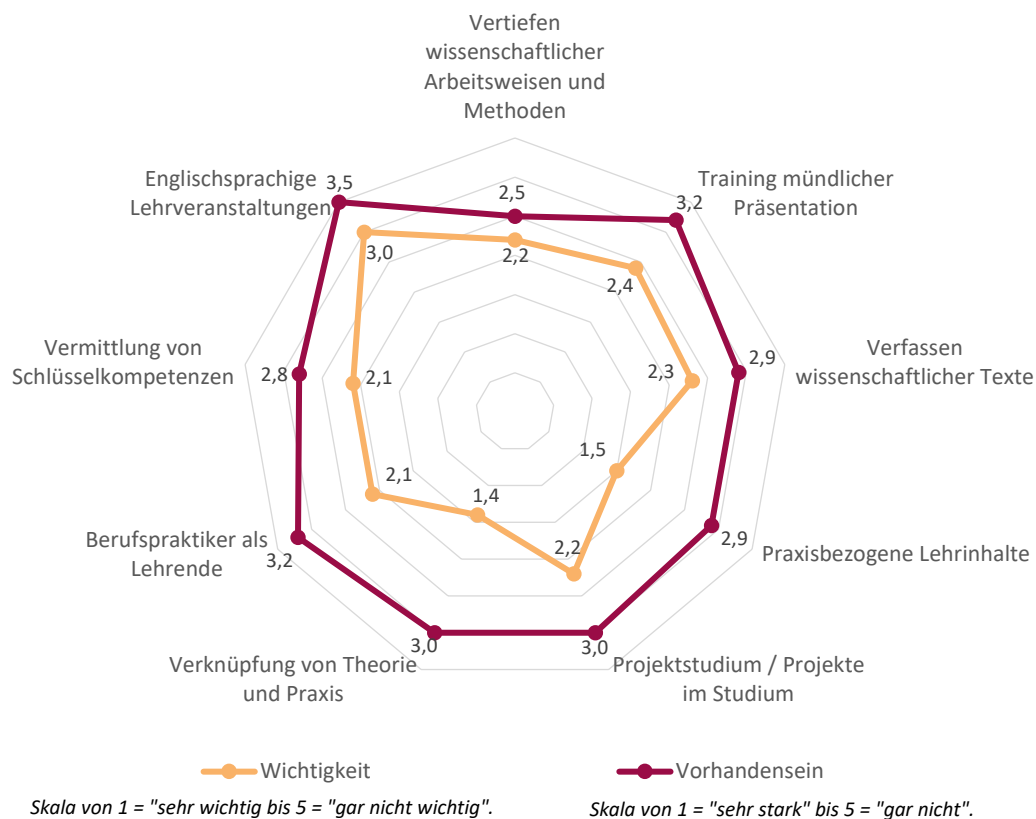 Vertiefen
wissenschaftlicher
Arbeitsweisen und
Methoden
Englischsprachige
Lehrveranstaltungen
3,5
2,5
3,2
Training mündlicher
Präsentation
3,0
2,2
2,4
Vermittlung von
Schlüsselkompetenzen
2,8
2,1
2,3
2,9
Verfassen
wissenschaftlicher Texte
2,1
1,4
1,5
Berufspraktiker als
Lehrende
3,2
2,2
2,9
Praxisbezogene Lehrinhalte
Verknüpfung von Theorie
und Praxis
3,0
3,0
Projektstudium / Projekte
im Studium
Wichtigkeit
Vorhandensein
Skala von 1 = "sehr wichtig bis 5 = "gar nicht wichtig".
Skala von 1 = "sehr stark" bis 5 = "gar nicht".